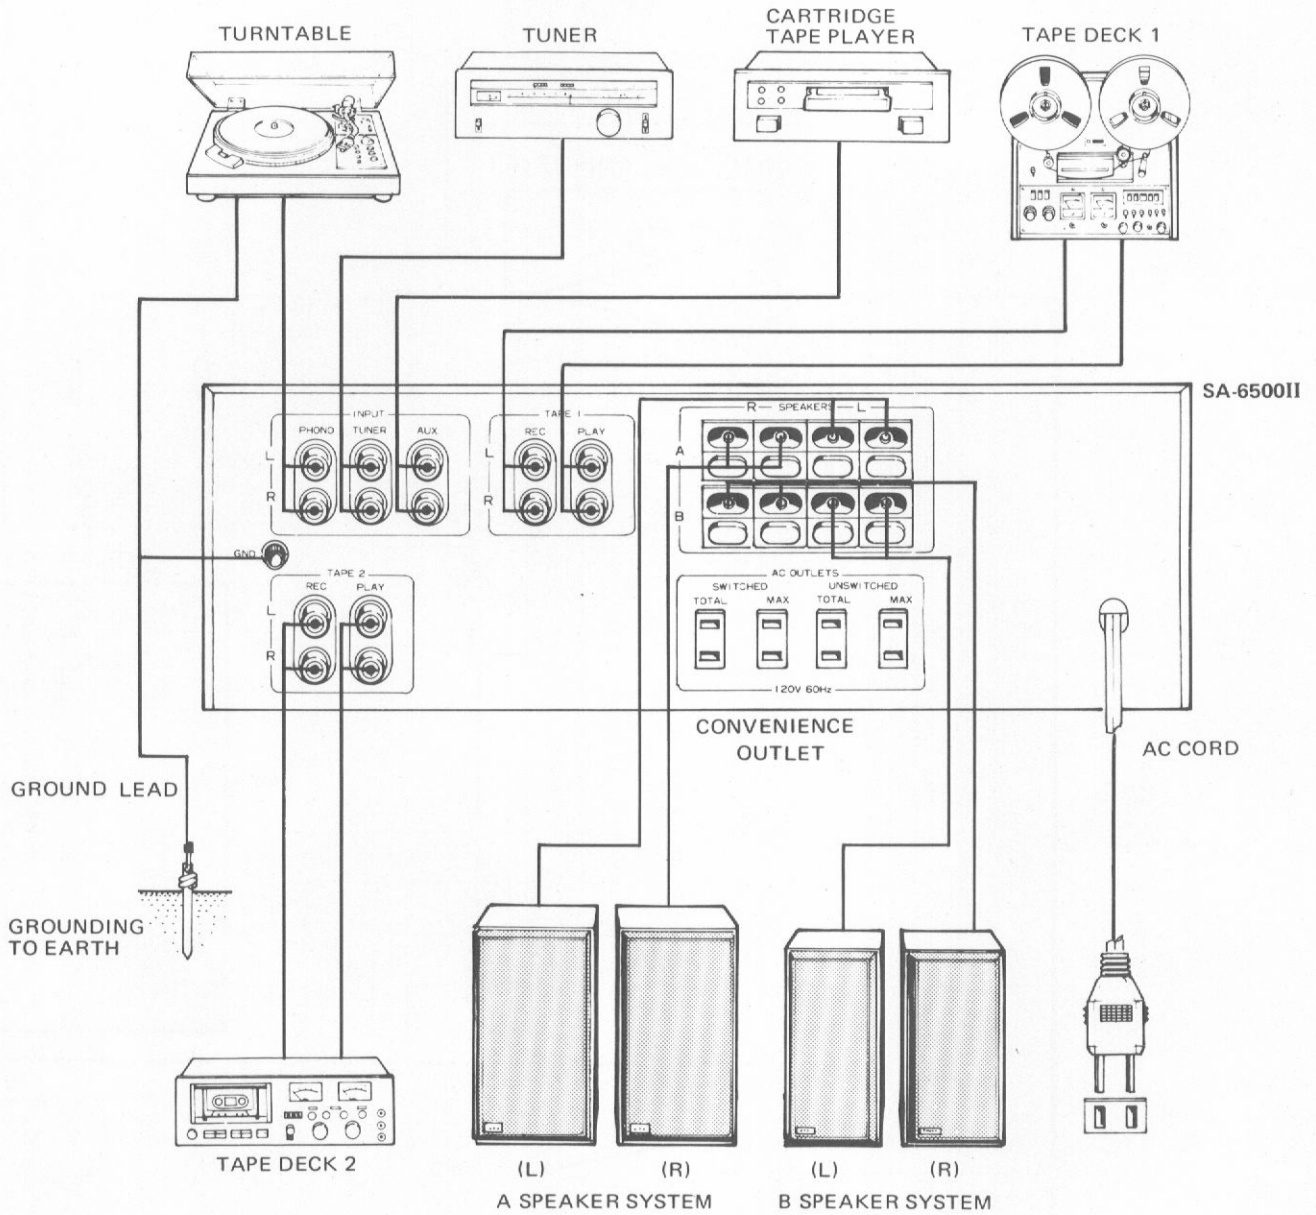 TURNTABLE
TUNER
CARTRIDGE
TAPE PLAYER
TAPE DECK 1
SA-6500II
INPUT
PHONO TUNER AUX
L
R
TAPE 1
REC PLAY
L
R
R — SPEAKERS — L
A
B
GND
TAPE 2
REC PLAY
L
R
AC OUTLETS
SWITCHED UNSWITCHED
TOTAL MAX TOTAL MAX
120V 60Hz
CONVENIENCE
OUTLET
AC CORD
GROUND LEAD
GROUNDING
TO EARTH
TAPE DECK 2
(L) (R) (L) (R)
A SPEAKER SYSTEM B SPEAKER SYSTEM